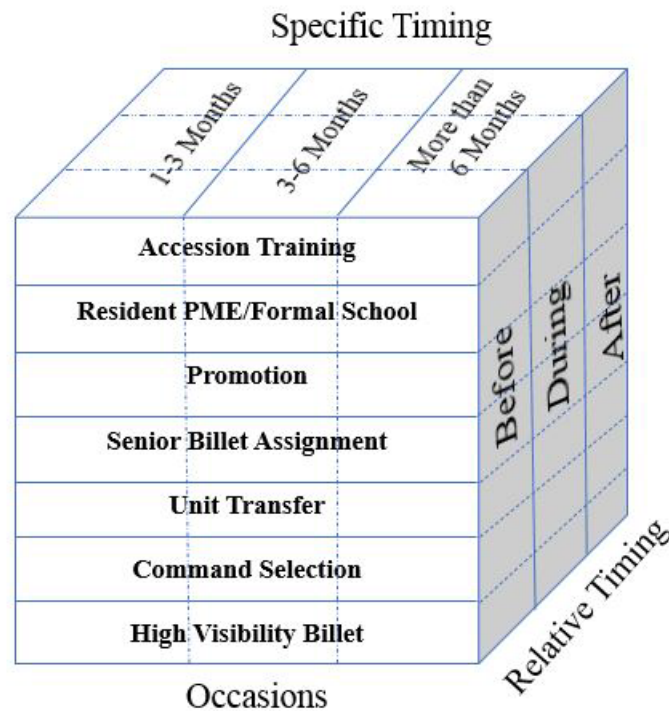 Specific Timing
1-3 Months
3-6 Months
More than
6 Months
Accession Training
Resident PME/Formal School
Promotion
Senior Billet Assignment
Unit Transfer
Command Selection
High Visibility Billet
Before
During
After
Relative Timing
Occasions